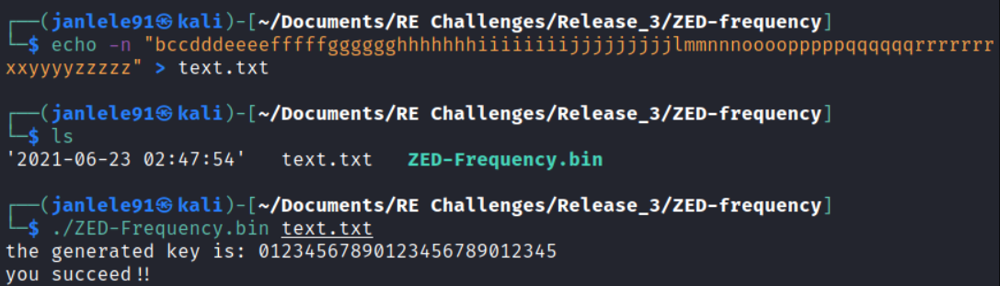 ┌──(janlele91㉿kali)-[~/Documents/RE Challenges/Release_3/ZED-frequency]
└─$ echo -n "bccdddeeeefffffgggggghhhhhhhiiiiiiiijjjjjjjjjlmmnnnoooopppppqqqqqqrrrrrrr
xxyyyyzzzzz" > text.txt
┌──(janlele91㉿kali)-[~/Documents/RE Challenges/Release_3/ZED-frequency]
└─$ ls
'2021-06-23 02:47:54' text.txt ZED-Frequency.bin
┌──(janlele91㉿kali)-[~/Documents/RE Challenges/Release_3/ZED-frequency]
└─$ ./ZED-Frequency.bin text.txt
the generated key is: 01234567890123456789012345
you succeed!!